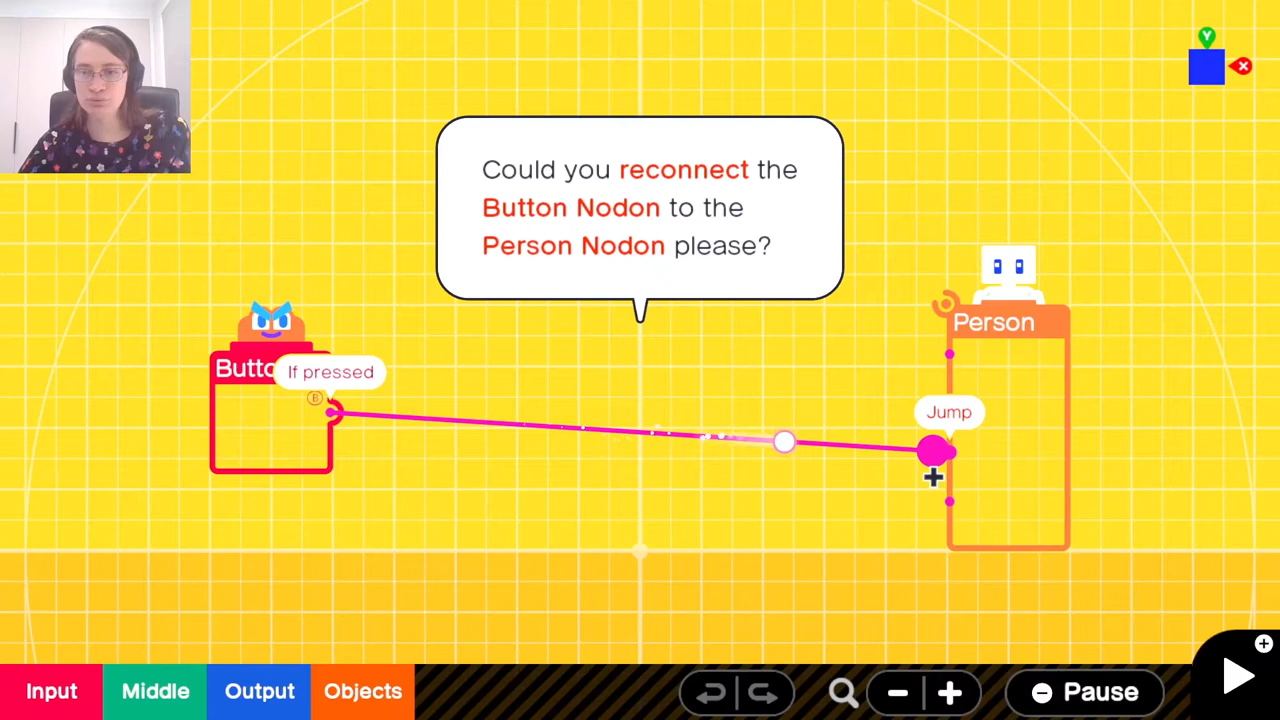 Y
X
Could you reconnect the
Button Nodon to the
Person Nodon please?
Person
If pressed
B
Jump
Input
Middle
Output
Objects
Pause